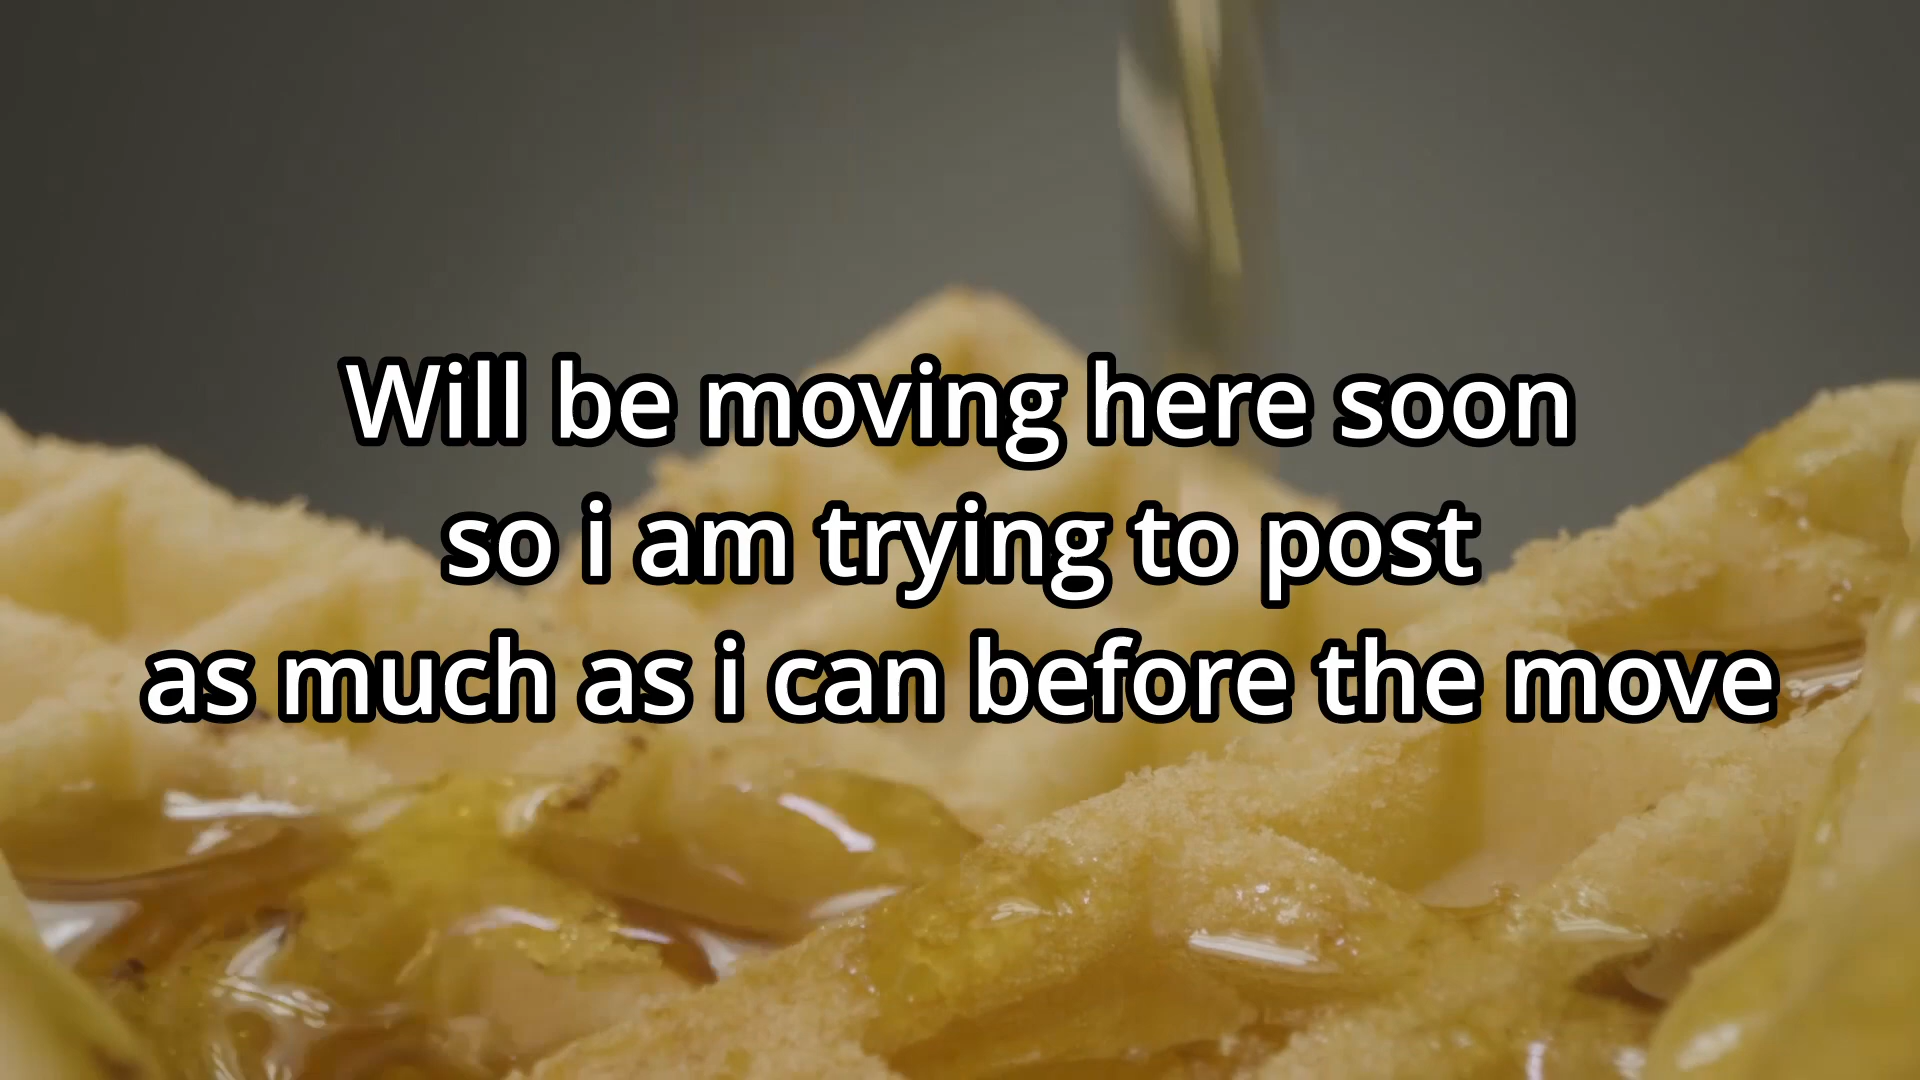 Will be moving here soon
so i am trying to post
as much as i can before the move